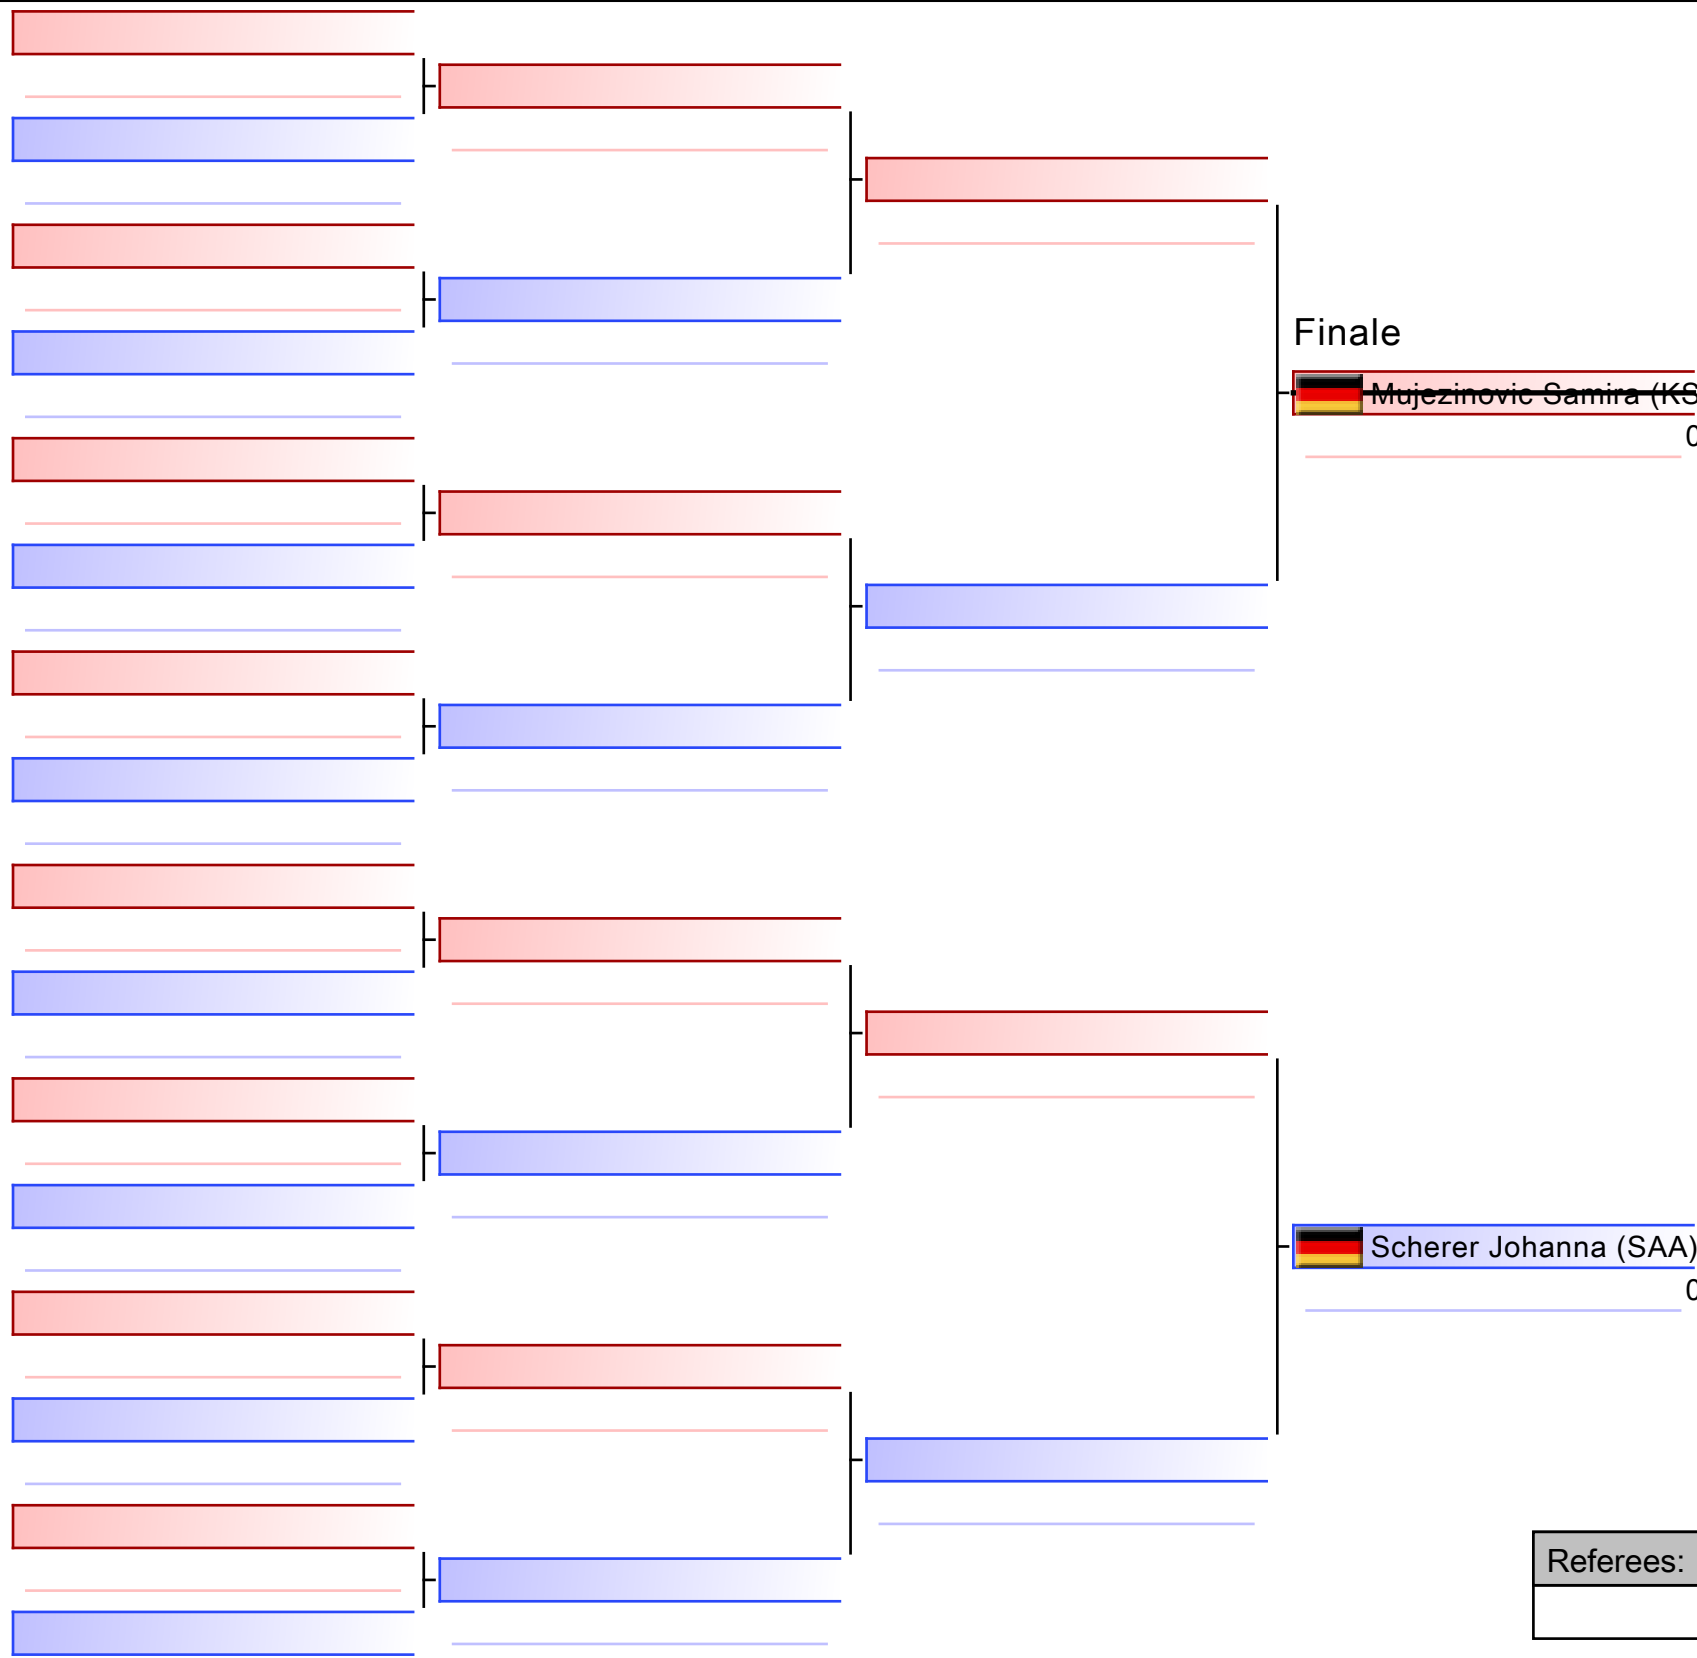 Finale
Mujezinovic Samira (KS
0
Scherer Johanna (SAA)
0
Referees: